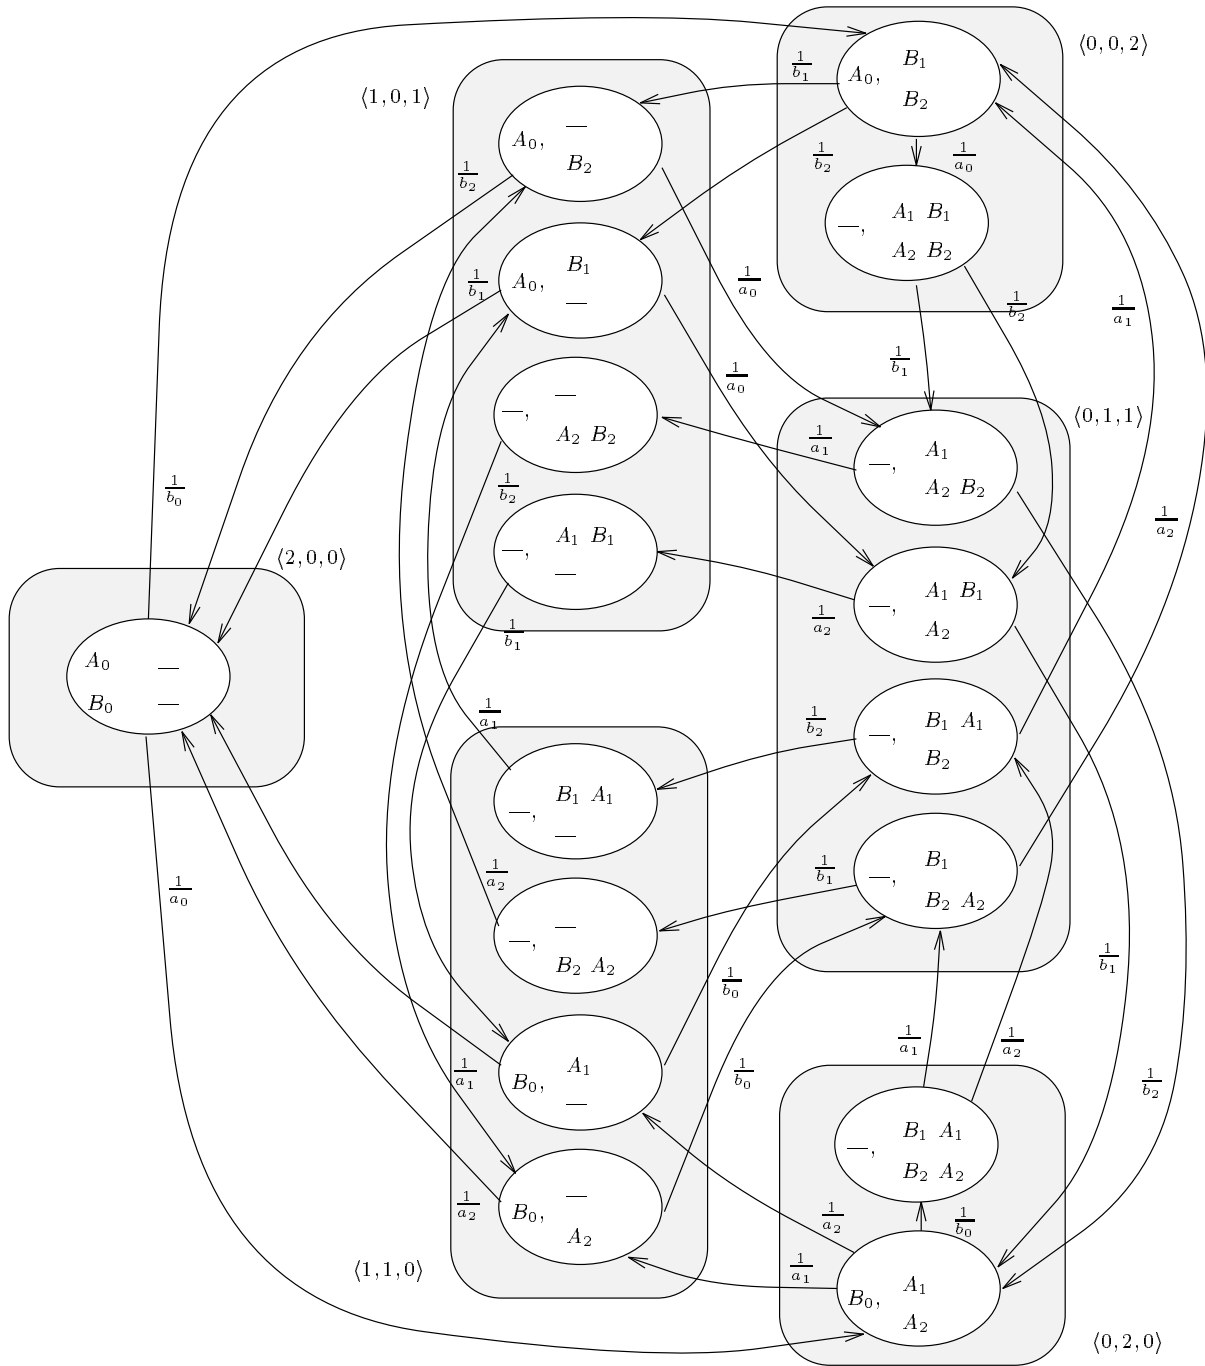 ⟨0, 0, 2⟩
B₁
A₀,
B₂
1/b₁
⟨1, 0, 1⟩
—
A₀,
B₂
1/b₂
1/a₀
1/b₂
A₁ B₁
—,
A₂ B₂
B₁
A₀,
—
1/b₁
1/a₀
1/b₂
1/a₁
1/b₁
1/a₀
—
—,
A₂ B₂
⟨0, 1, 1⟩
1/a₁
A₁
—,
A₂ B₂
1/b₀
1/b₂
1/a₂
A₁ B₁
—,
—
⟨2, 0, 0⟩
A₁ B₁
—,
A₂
1/a₂
1/b₁
A₀ —
B₀ —
1/a₁
1/b₂
B₁ A₁
—,
B₂
B₁ A₁
—,
—
1/a₀
1/a₂
1/b₁
B₁
—,
B₂ A₂
—
—,
B₂ A₂
1/b₀
1/b₁
1/a₁
1/a₂
1/a₁
A₁
B₀,
—
1/b₀
1/b₂
B₁ A₁
—,
B₂ A₂
1/a₂
—
B₀,
A₂
1/a₂
1/b₀
⟨1, 1, 0⟩
1/a₁
A₁
B₀,
A₂
⟨0, 2, 0⟩